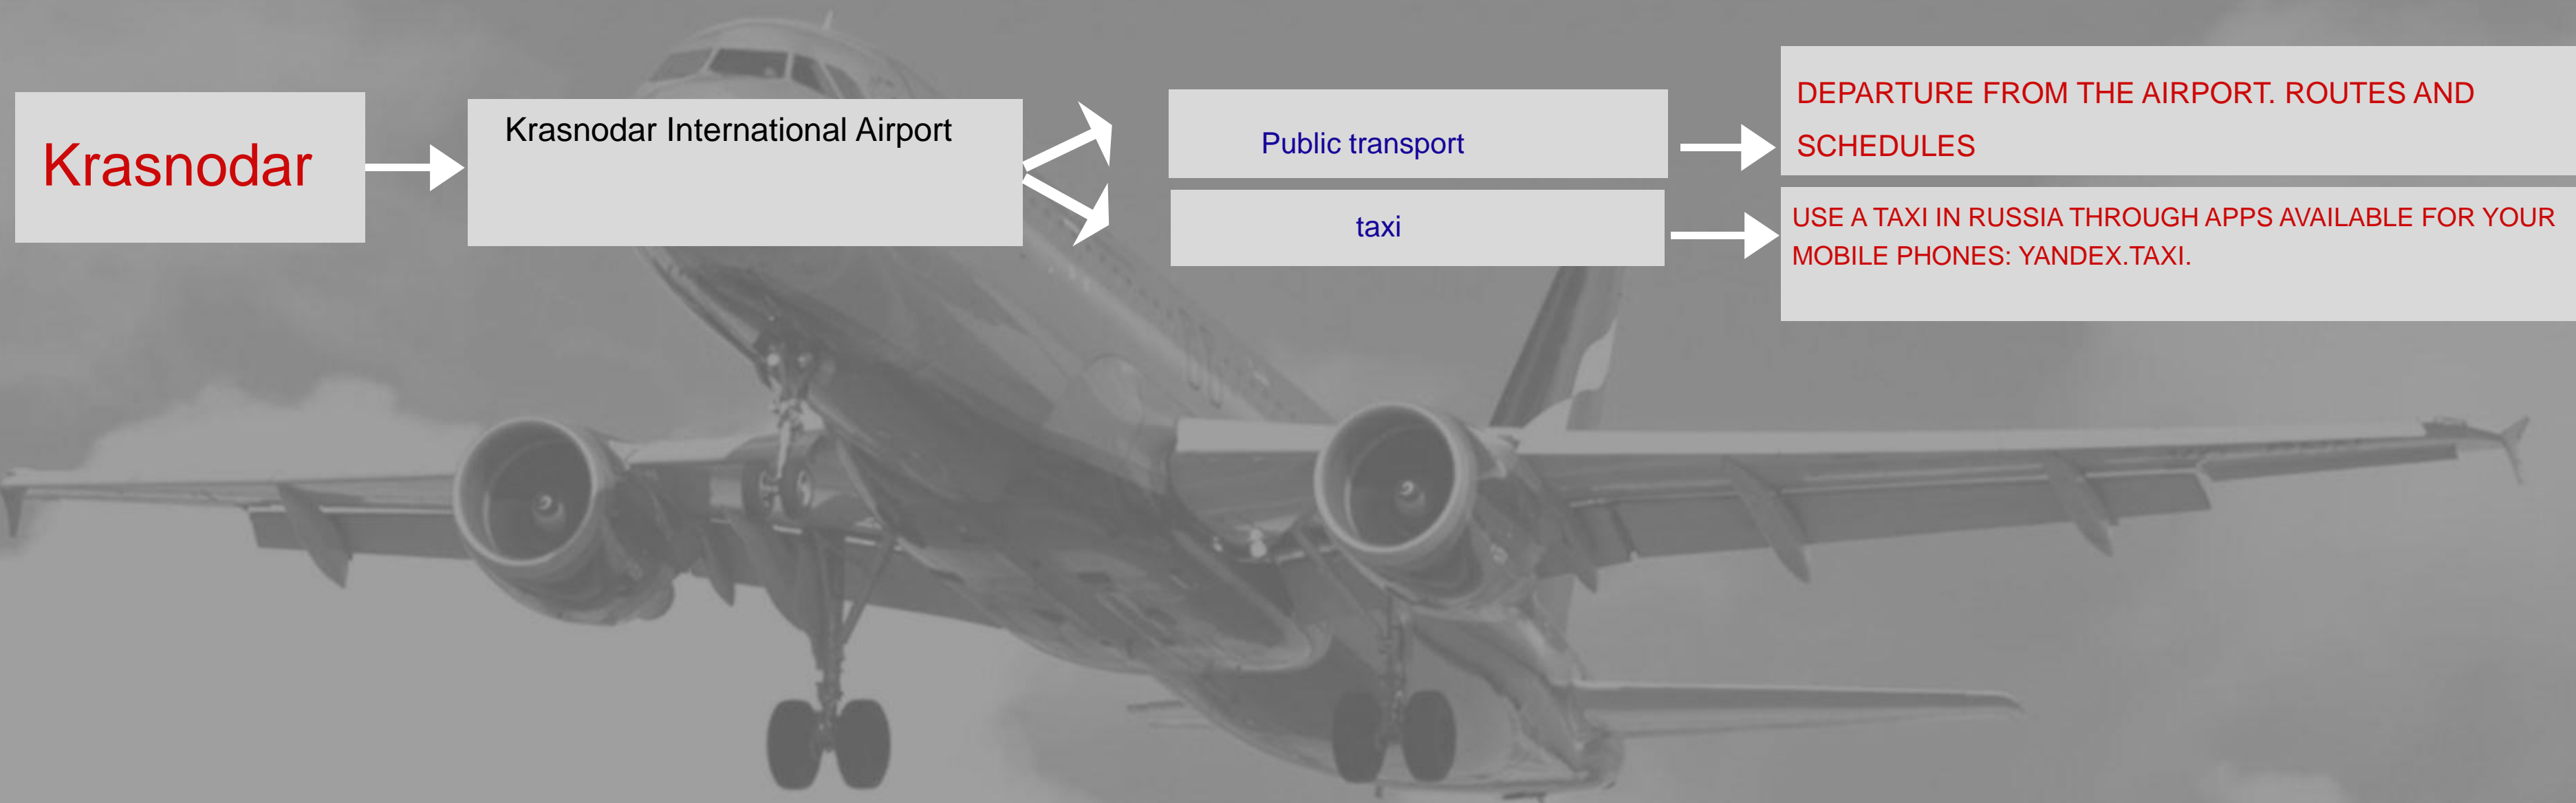 Krasnodar
Krasnodar International Airport
Public transport
DEPARTURE FROM THE AIRPORT. ROUTES AND
SCHEDULES
taxi
USE A TAXI IN RUSSIA THROUGH APPS AVAILABLE FOR YOUR
MOBILE PHONES: YANDEX.TAXI.